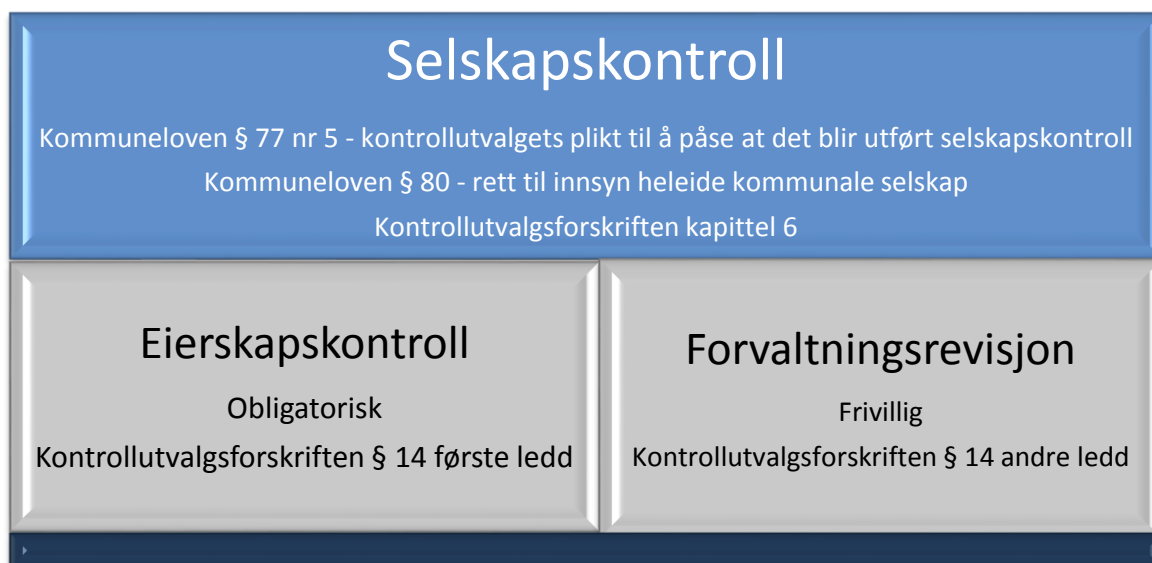 Selskapskontroll
Kommuneloven § 77 nr 5 - kontrollutvalgets plikt til å påse at det blir utført selskapskontroll
Kommuneloven § 80 - rett til innsyn heleide kommunale selskap
Kontrollutvalgsforskriften kapittel 6
Eierskapskontroll
Obligatorisk
Kontrollutvalgsforskriften § 14 første ledd
Forvaltningsrevisjon
Frivillig
Kontrollutvalgsforskriften § 14 andre ledd